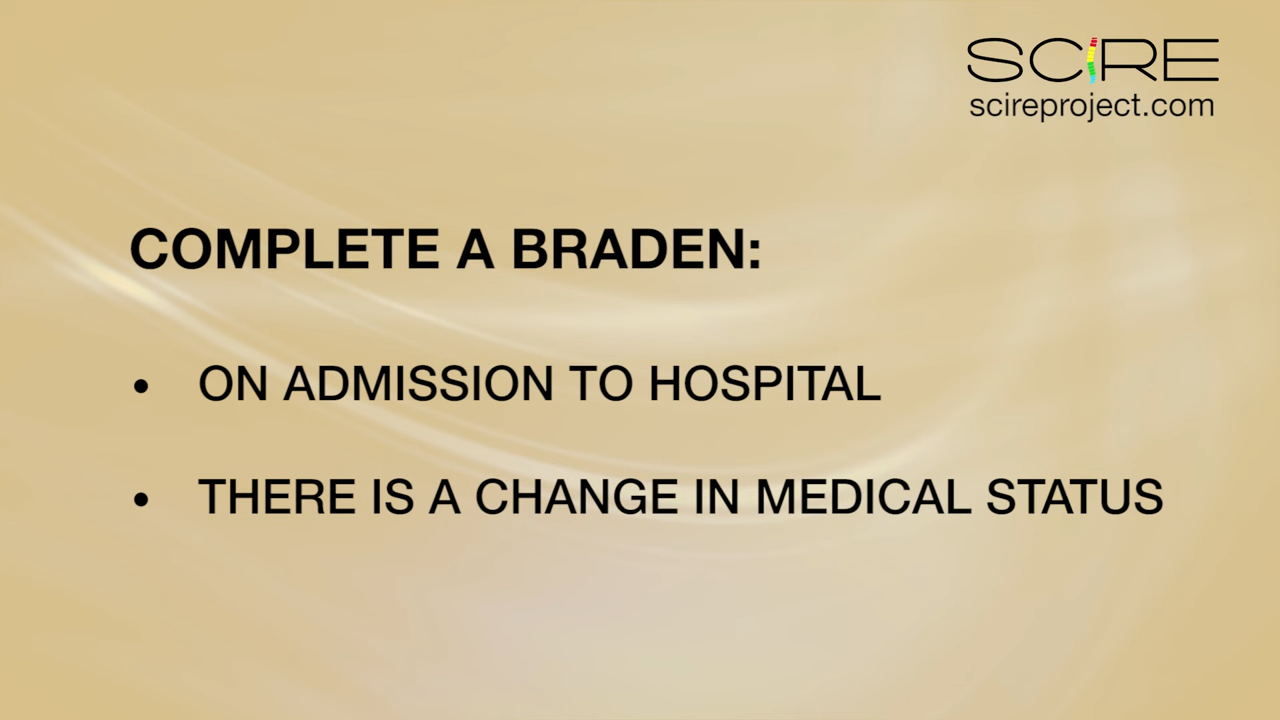 SCIRE
scireproject.com
COMPLETE A BRADEN:
• ON ADMISSION TO HOSPITAL
• THERE IS A CHANGE IN MEDICAL STATUS